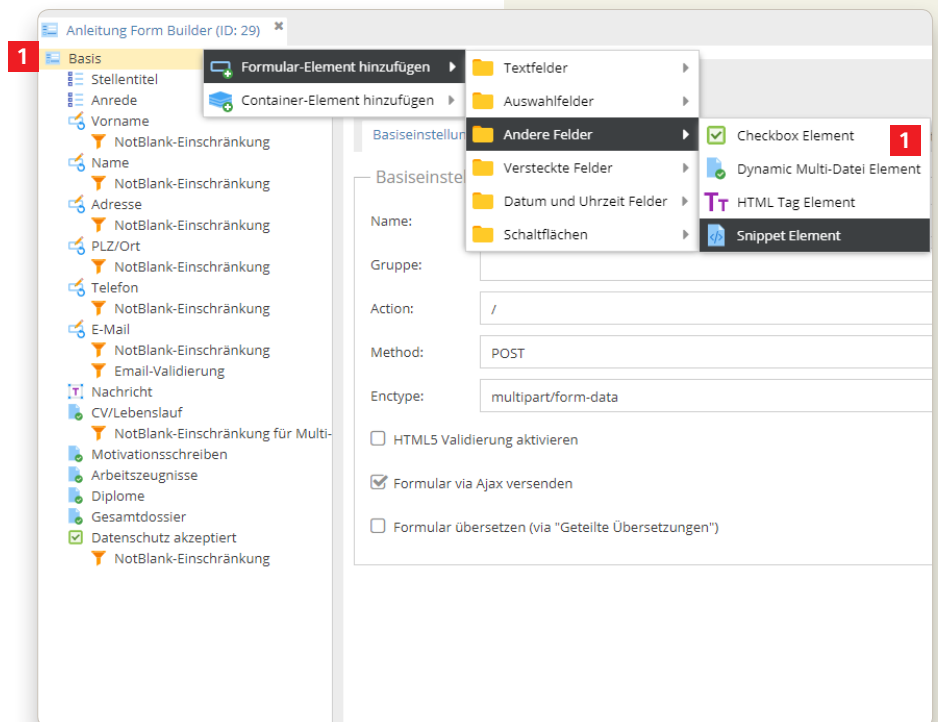 Anleitung Form Builder (ID: 29)
1
Basis
Stellentitel
Anrede
Vorname
NotBlank-Einschränkung
Name
NotBlank-Einschränkung
Adresse
NotBlank-Einschränkung
PLZ/Ort
NotBlank-Einschränkung
Telefon
NotBlank-Einschränkung
E-Mail
NotBlank-Einschränkung
Email-Validierung
Nachricht
CV/Lebenslauf
NotBlank-Einschränkung für Multi-
Motivationsschreiben
Arbeitszeugnisse
Diplome
Gesamtdossier
Datenschutz akzeptiert
NotBlank-Einschränkung
Formular-Element hinzufügen
Container-Element hinzufügen
Textfelder
Auswahlfelder
Andere Felder
Versteckte Felder
Datum und Uhrzeit Felder
Schaltflächen
Checkbox Element
1
Dynamic Multi-Datei Element
HTML Tag Element
Snippet Element
Basiseinstellun
Basiseinste
Name:
Gruppe:
Action:
/
Method:
POST
Enctype:
multipart/form-data
HTML5 Validierung aktivieren
Formular via Ajax versenden
Formular übersetzen (via "Geteilte Übersetzungen")